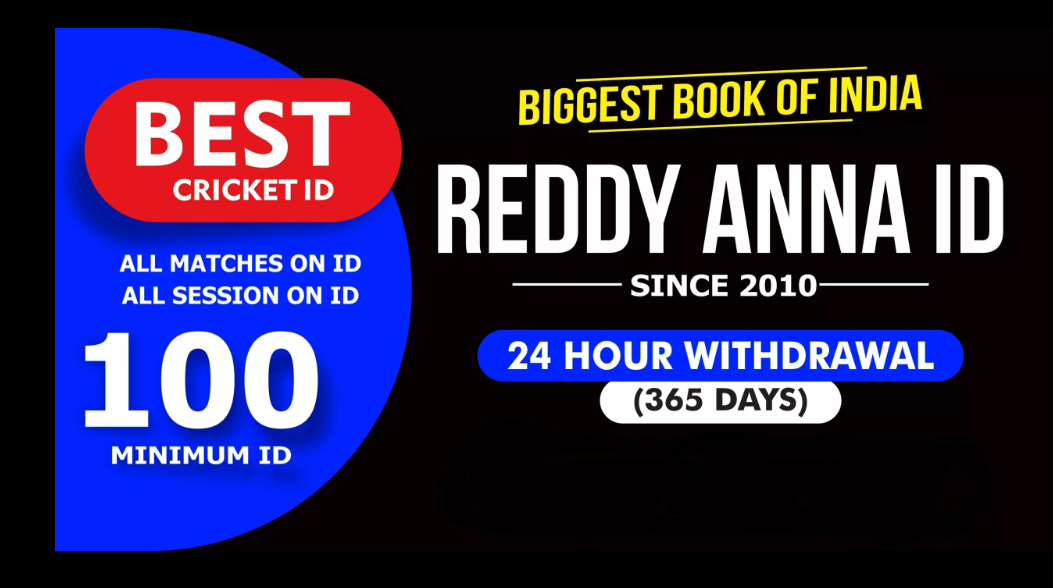 BEST
CRICKET ID
ALL MATCHES ON ID
ALL SESSION ON ID
100
MINIMUM ID
BIGGEST BOOK OF INDIA
REDDY ANNA ID
SINCE 2010
24 HOUR WITHDRAWAL
(365 DAYS)